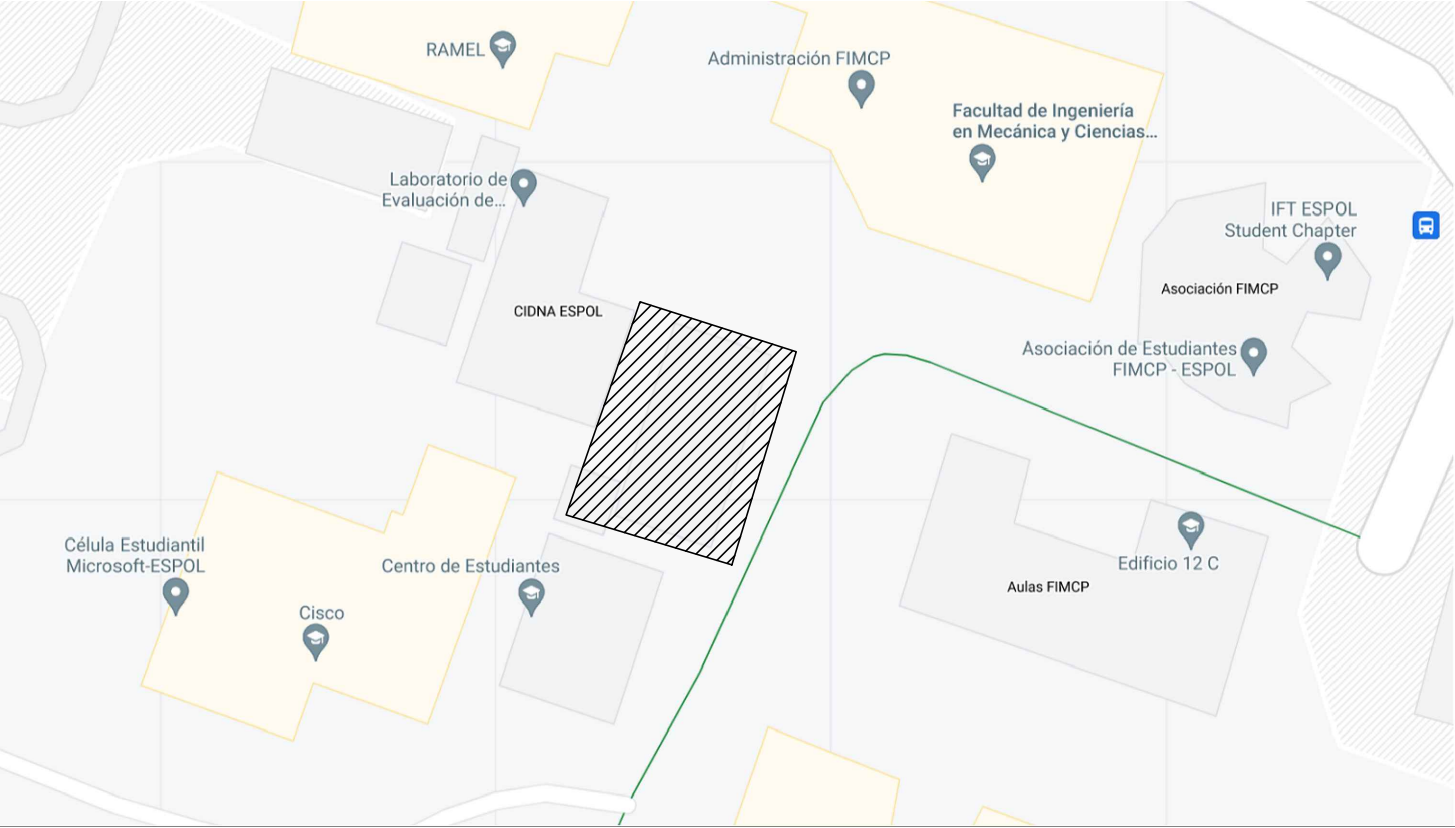 RAMEL
Administración FIMCP
Facultad de Ingeniería
en Mecánica y Ciencias...
Laboratorio de
Evaluación de...
IFT ESPOL
Student Chapter
Asociación FIMCP
CIDNA ESPOL
Asociación de Estudiantes
FIMCP - ESPOL
Célula Estudiantil
Microsoft-ESPOL
Centro de Estudiantes
Edificio 12 C
Aulas FIMCP
Cisco